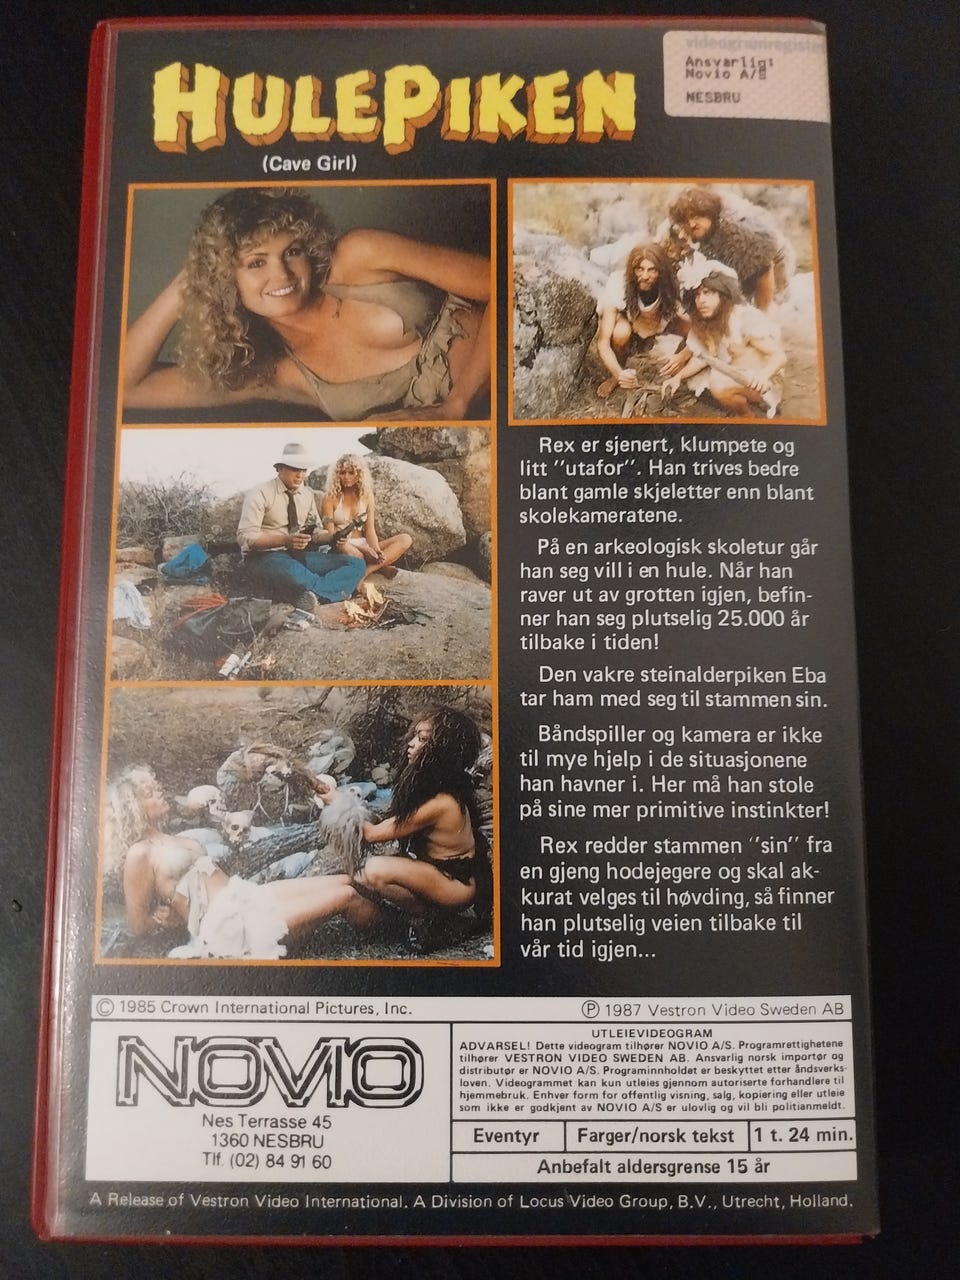 videogramregister
Ansvarlig:
Novio A/S
NESBRU
HULEPIKEN
(Cave Girl)
Rex er sjenert, klumpete og
litt ″utafor″. Han trives bedre
blant gamle skjeletter enn blant
skolekameratene.
På en arkeologisk skoletur går
han seg vill i en hule. Når han
raver ut av grotten igjen, befin-
ner han seg plutselig 25.000 år
tilbake i tiden!
Den vakre steinalderpiken Eba
tar ham med seg til stammen sin.
Båndspiller og kamera er ikke
til mye hjelp i de situasjonene
han havner i. Her må han stole
på sine mer primitive instinkter!
Rex redder stammen ″sin″ fra
en gjeng hodejegere og skal ak-
kurat velges til høvding, så finner
han plutselig veien tilbake til
vår tid igjen...
© 1985 Crown International Pictures, Inc.
℗ 1987 Vestron Video Sweden AB
NOVIO
Nes Terrasse 45
1360 NESBRU
Tlf. (02) 84 91 60
UTLEIEVIDEOGRAM
ADVARSEL! Dette videogram tilhører NOVIO A/S. Programrettighetene
tilhører VESTRON VIDEO SWEDEN AB. Ansvarlig norsk importør og
distributør er NOVIO A/S. Programinnholdet er beskyttet etter åndsverks-
loven. Videogrammet kan kun utleies gjennom autoriserte forhandlere til
hjemmebruk. Enhver form for offentlig visning, salg, kopiering eller utleie
som ikke er godkjent av NOVIO A/S er ulovlig og vil bli politianmeldt.
Eventyr
Farger/norsk tekst
1 t. 24 min.
Anbefalt aldersgrense 15 år
A Release of Vestron Video International. A Division of Locus Video Group, B.V., Utrecht, Holland.